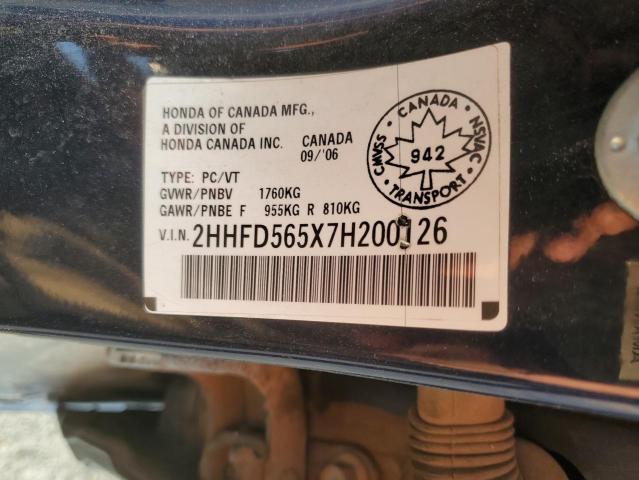 HONDA OF CANADA MFG.,
A DIVISION OF
HONDA CANADA INC. CANADA
09/'06
TYPE: PC/VT
GVWR/PNBV 1760KG
GAWR/PNBE F 955KG R 810KG
V.I.N. 2HHFD565X7H200126
CANADA
CMVSS
942
NSVAC
TRANSPORT